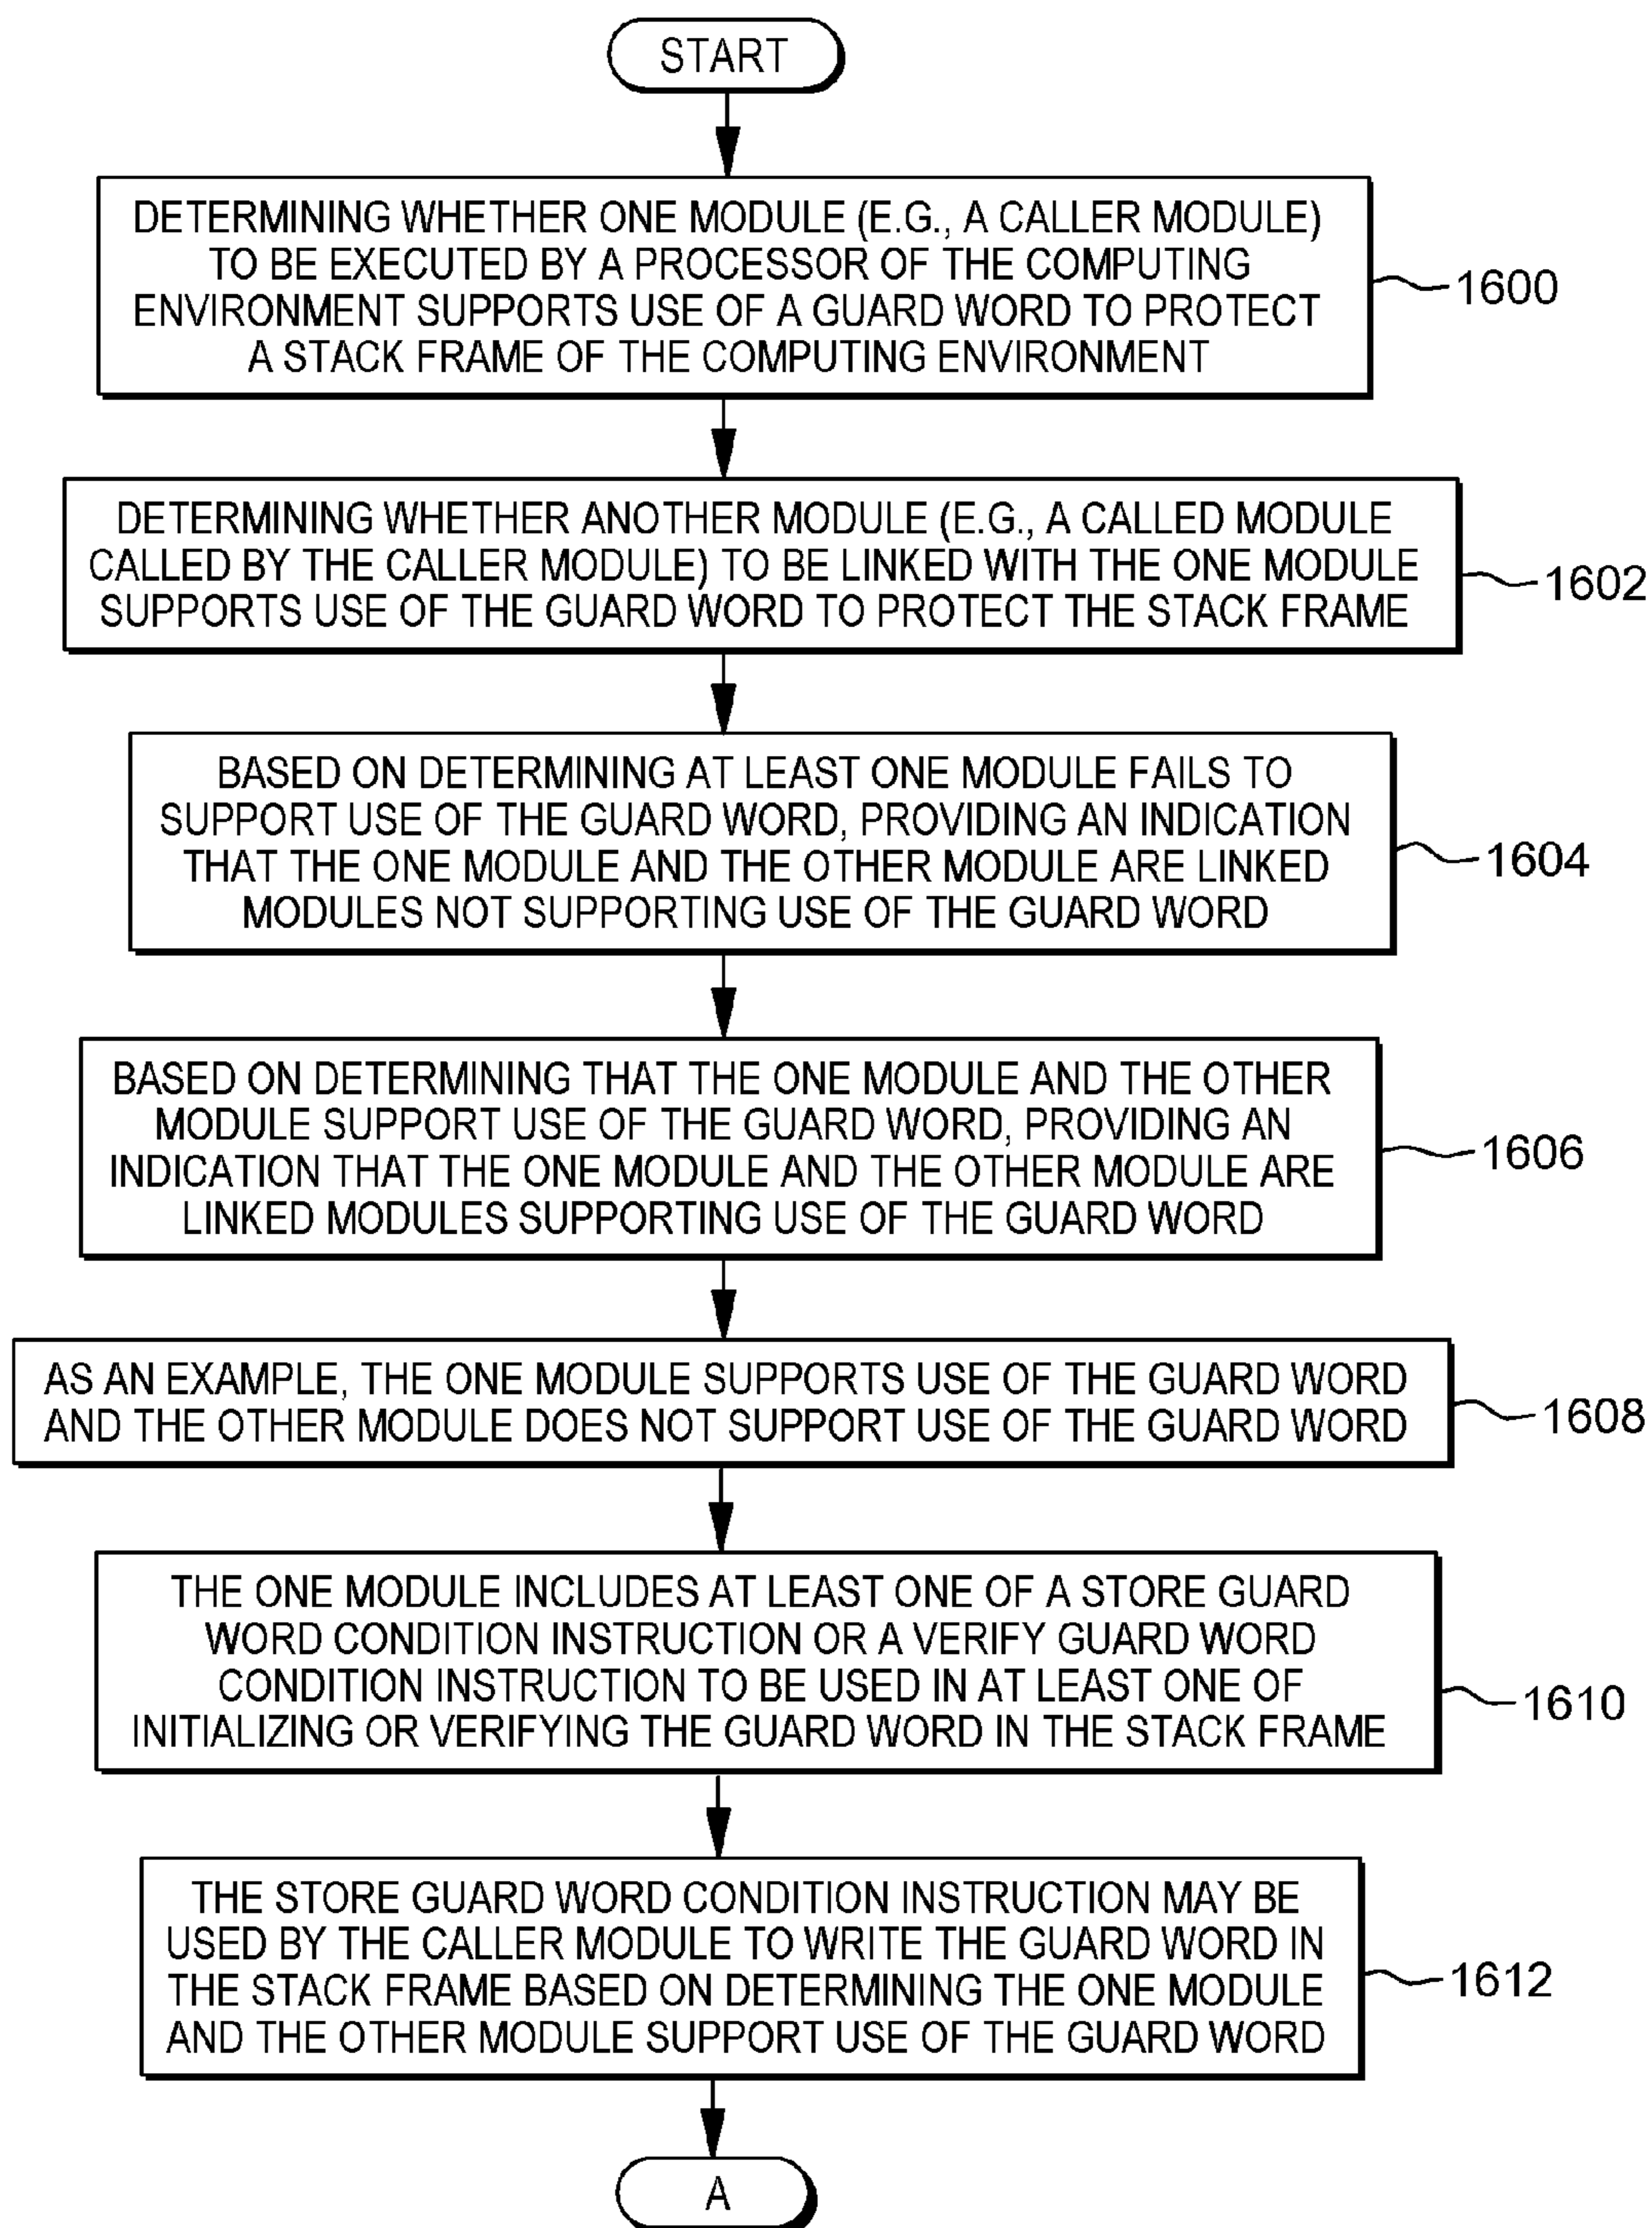 START
DETERMINING WHETHER ONE MODULE (E.G., A CALLER MODULE)
TO BE EXECUTED BY A PROCESSOR OF THE COMPUTING
ENVIRONMENT SUPPORTS USE OF A GUARD WORD TO PROTECT
A STACK FRAME OF THE COMPUTING ENVIRONMENT
1600
DETERMINING WHETHER ANOTHER MODULE (E.G., A CALLED MODULE
CALLED BY THE CALLER MODULE) TO BE LINKED WITH THE ONE MODULE
SUPPORTS USE OF THE GUARD WORD TO PROTECT THE STACK FRAME
1602
BASED ON DETERMINING AT LEAST ONE MODULE FAILS TO
SUPPORT USE OF THE GUARD WORD, PROVIDING AN INDICATION
THAT THE ONE MODULE AND THE OTHER MODULE ARE LINKED
MODULES NOT SUPPORTING USE OF THE GUARD WORD
1604
BASED ON DETERMINING THAT THE ONE MODULE AND THE OTHER
MODULE SUPPORT USE OF THE GUARD WORD, PROVIDING AN
INDICATION THAT THE ONE MODULE AND THE OTHER MODULE ARE
LINKED MODULES SUPPORTING USE OF THE GUARD WORD
1606
AS AN EXAMPLE, THE ONE MODULE SUPPORTS USE OF THE GUARD WORD
AND THE OTHER MODULE DOES NOT SUPPORT USE OF THE GUARD WORD
1608
THE ONE MODULE INCLUDES AT LEAST ONE OF A STORE GUARD
WORD CONDITION INSTRUCTION OR A VERIFY GUARD WORD
CONDITION INSTRUCTION TO BE USED IN AT LEAST ONE OF
INITIALIZING OR VERIFYING THE GUARD WORD IN THE STACK FRAME
1610
THE STORE GUARD WORD CONDITION INSTRUCTION MAY BE
USED BY THE CALLER MODULE TO WRITE THE GUARD WORD IN
THE STACK FRAME BASED ON DETERMINING THE ONE MODULE
AND THE OTHER MODULE SUPPORT USE OF THE GUARD WORD
1612
A